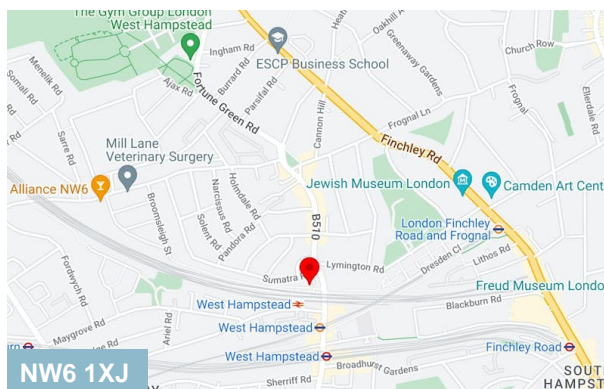 The Gym Group London
West Hampstead
Ingham Rd
ESCP Business School
Burrard Rd
Parsifal Rd
Ajax Rd
Fortune Green Rd
Menelik Rd
Somali Rd
Sarre Rd
Cannon Hill
Oakhill A
Greenaway Gardens
Church Row
Ellerdale Rd
Frognal
Frognal Ln
Finchley Rd
Mill Lane
Veterinary Surgery
Alliance NW6
Broomsleigh St
Narcissus Rd
Holmdale Rd
Solent Rd
Pandora Rd
B510
Jewish Museum London
Camden Art Cent
London Finchley
Road and Frognal
Lymington Rd
Dresden Cl
Lithos Rd
Sumatra R
Freud Museum London
Fordwych Rd
West Hampstead
Blackburn Rd
West Hampstead
Ariel Rd
Maygrove Rd
urn
West Hampstead
Broadhurst Gardens
Finchley Road
Sherriff Rd
SOUT
HAMPST
NW6 1XJ